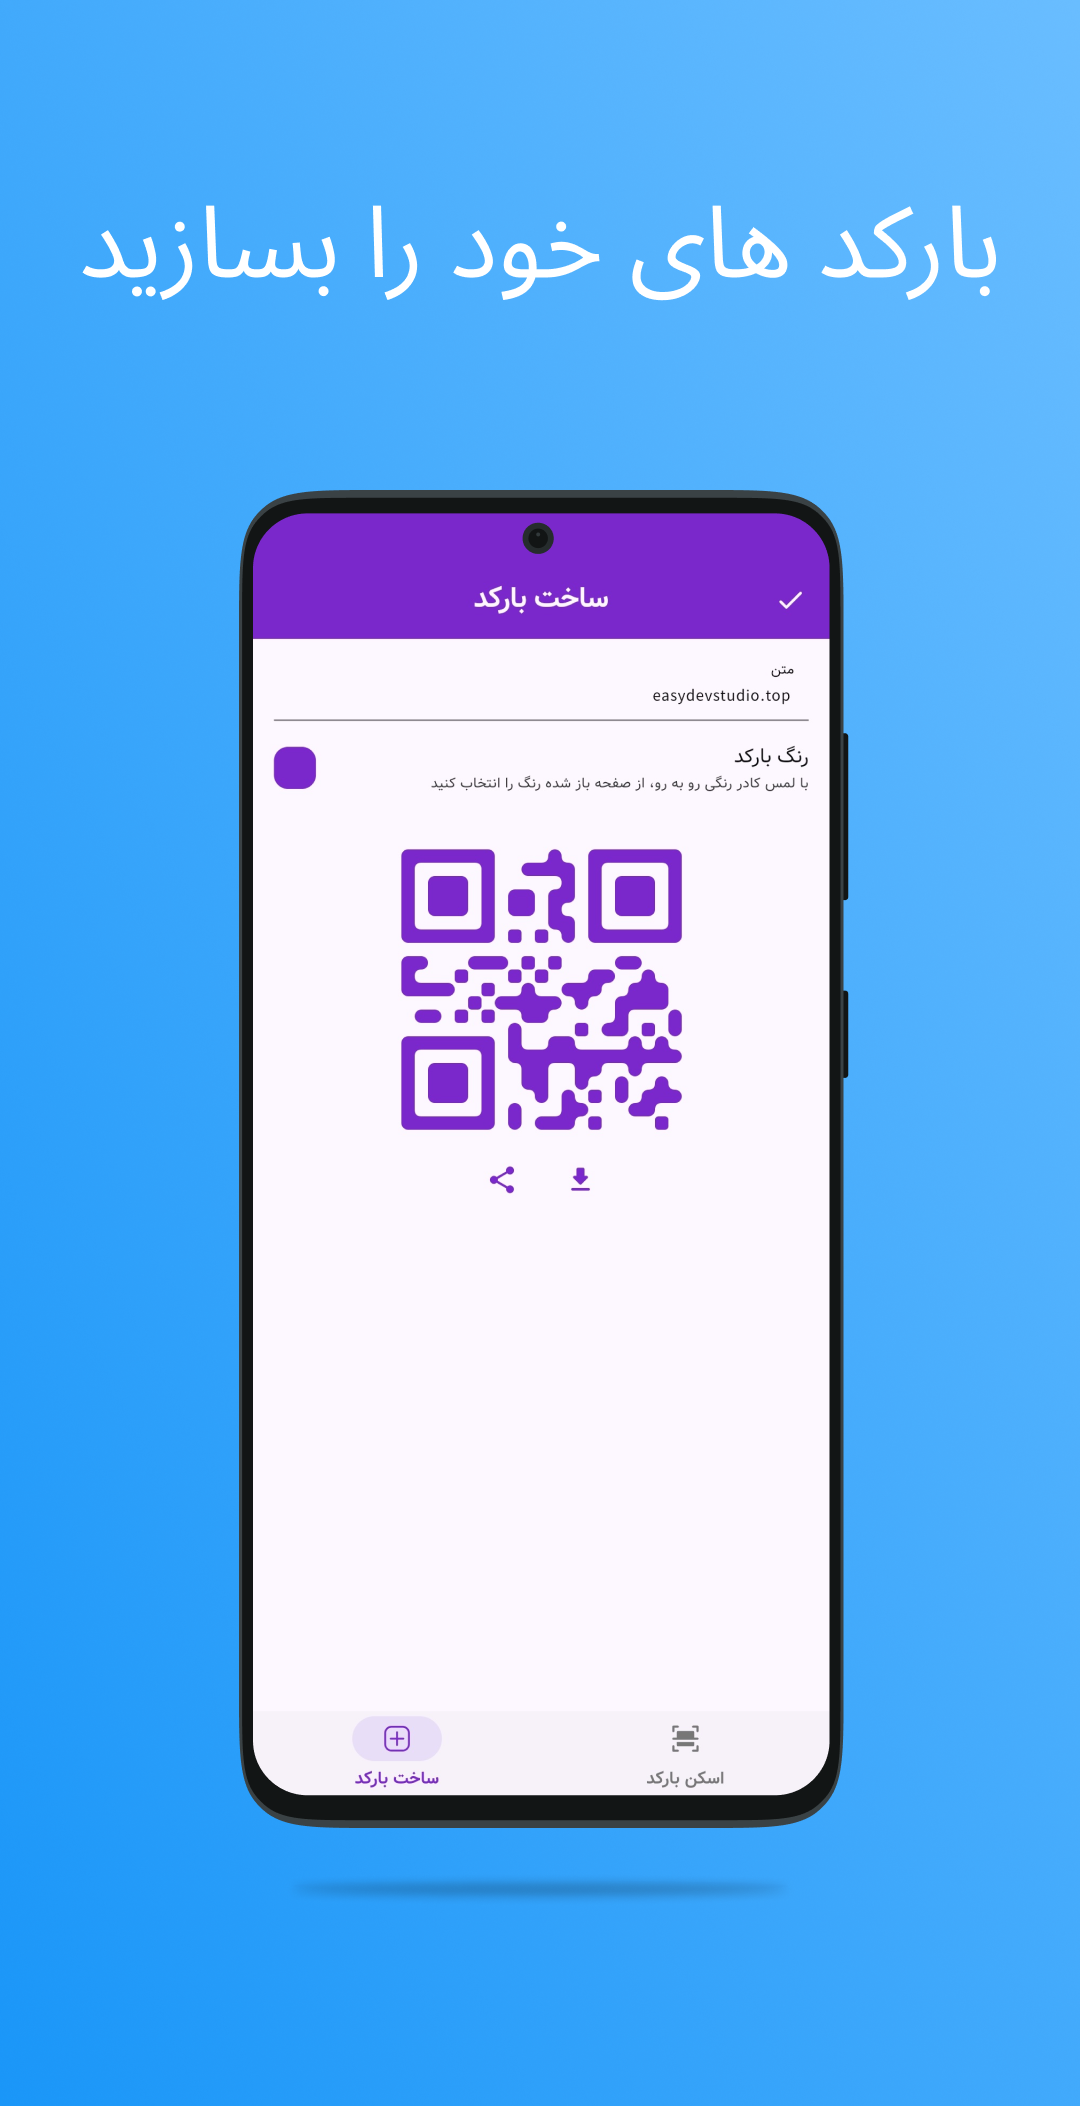 بارکد های خود را بسازید
ساخت بارکد
متن
easydevstudio.top
رنگ بارکد
با لمس کادر رنگی رو به رو، از صفحه باز شده رنگ را انتخاب کنید
اسکن بارکد
ساخت بارکد